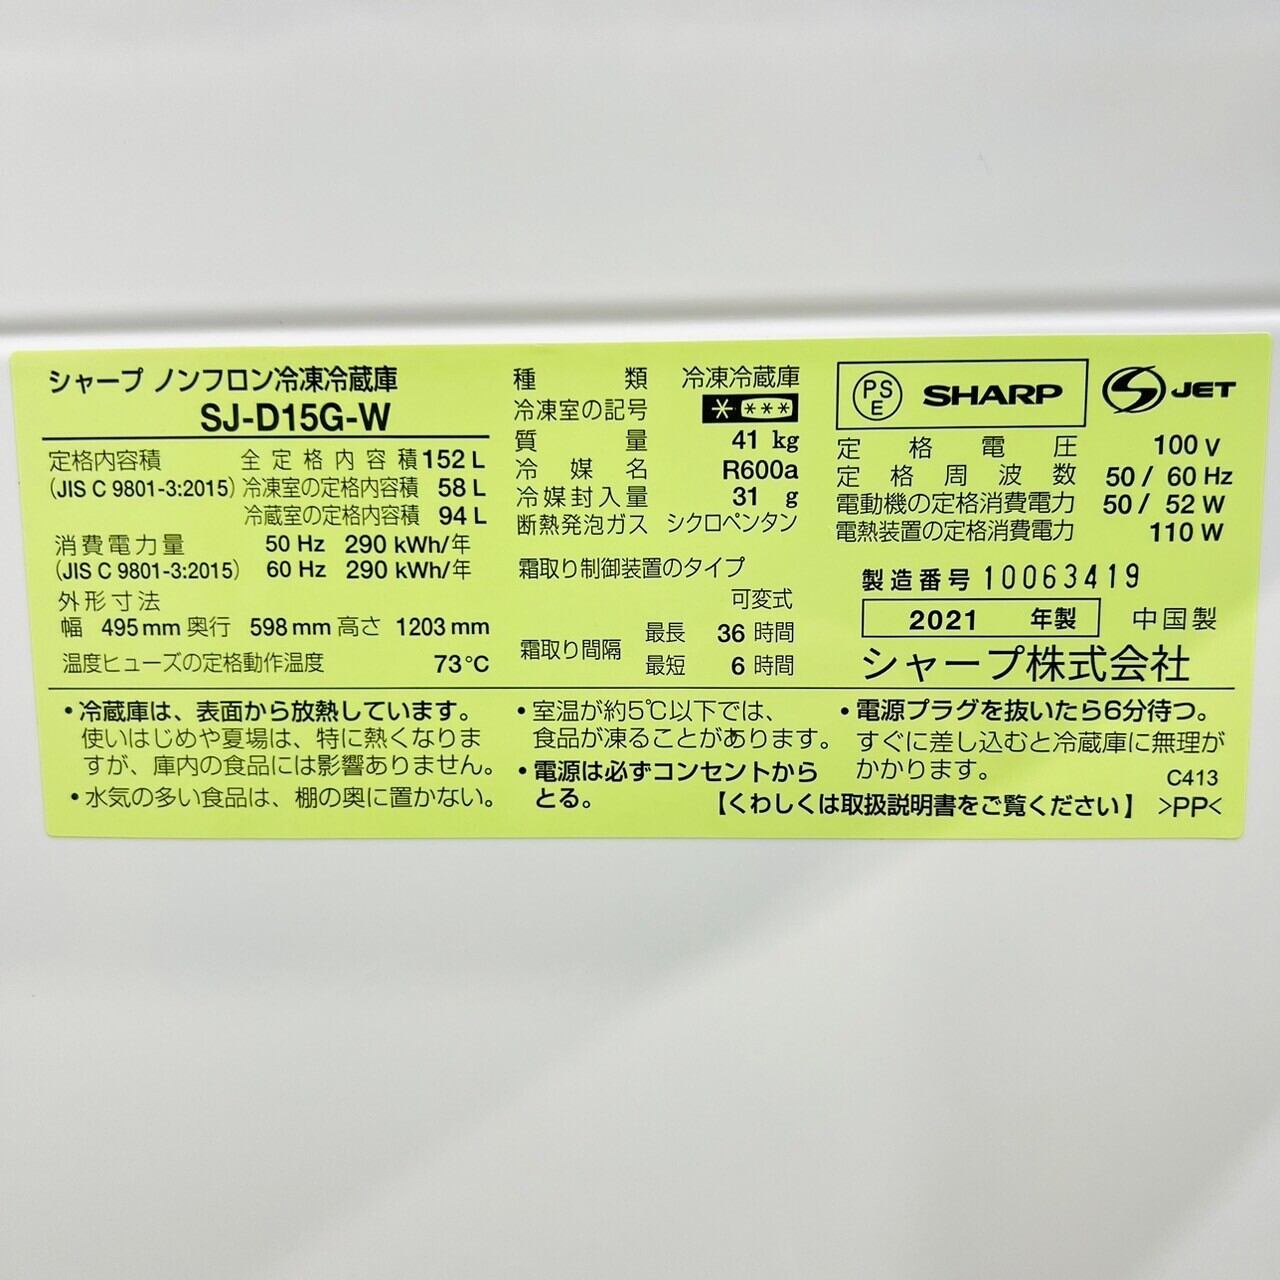 シャープ ノンフロン冷凍冷蔵庫
SJ-D15G-W
定格内容積 全定格内容積 152 L
(JIS C 9801-3:2015) 冷凍室の定格内容積 58 L
冷蔵室の定格内容積 94 L
消費電力量 50 Hz 290 kWh/年
(JIS C 9801-3:2015) 60 Hz 290 kWh/年
外形寸法
幅 495 mm 奥行 598 mm 高さ 1203 mm
温度ヒューズの定格動作温度 73℃
種類 冷凍冷蔵庫
冷凍室の記号
質量 41 kg
冷媒名 R600a
冷媒封入量 31 g
断熱発泡ガス シクロペンタン
霜取り制御装置のタイプ
可変式
霜取り間隔 最長 36 時間
最短 6 時間
PSE SHARP S JET
定格電圧 100 V
定格周波数 50 / 60 Hz
電動機の定格消費電力 50 / 52 W
電熱装置の定格消費電力 110 W
製造番号 10063419
2021 年製 中国製
シャープ株式会社
・冷蔵庫は、表面から放熱しています。
使いはじめや夏場は、特に熱くなりま
すが、庫内の食品には影響ありません。
・水気の多い食品は、棚の奥に置かない。
・室温が約5℃以下では、
食品が凍ることがあります。
・電源は必ずコンセントから
とる。
・電源プラグを抜いたら6分待つ。
すぐに差し込むと冷蔵庫に無理が
かかります。
C413
【くわしくは取扱説明書をご覧ください】 >PP<